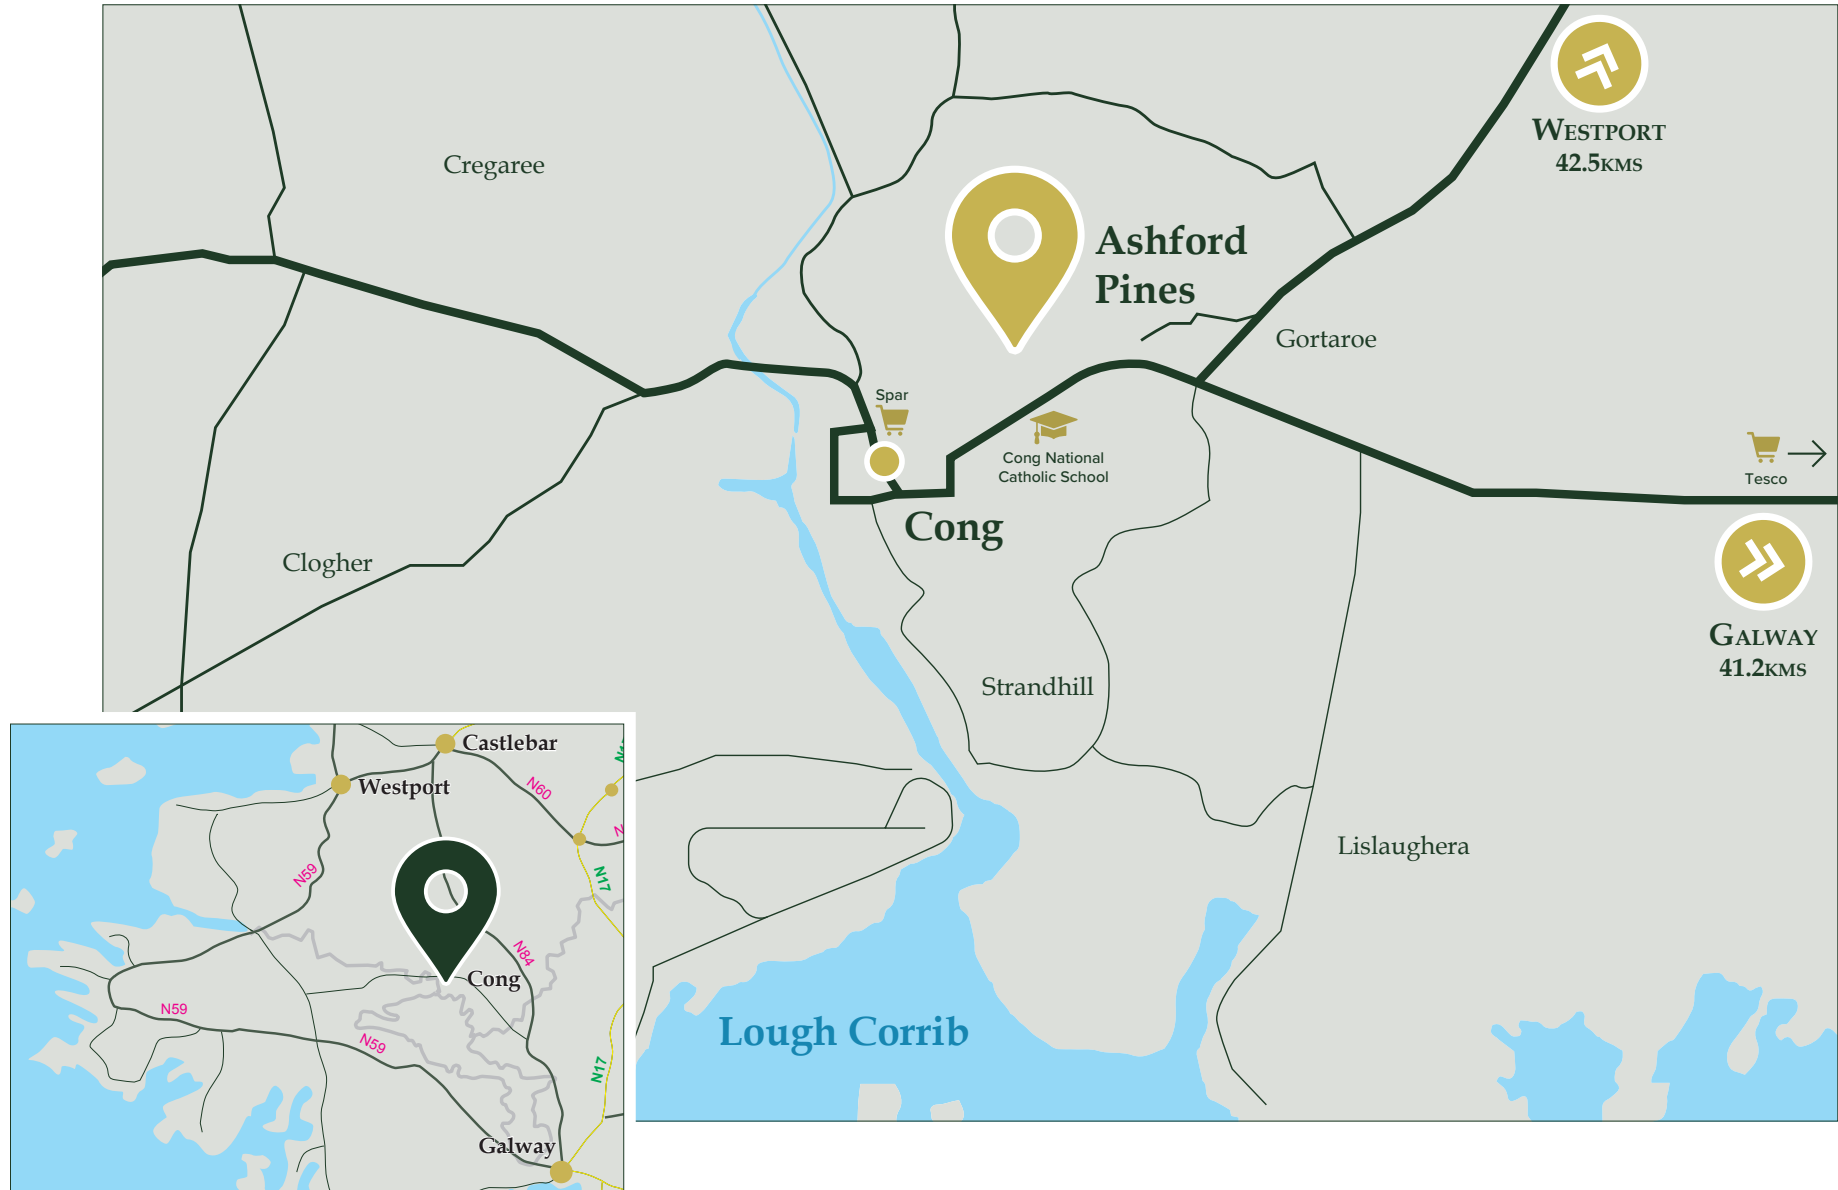 WESTPORT
42.5KMS
Cregaree
Ashford
Pines
Gortaroe
Spar
Cong National
Catholic School
Tesco
Cong
Clogher
GALWAY
41.2KMS
Strandhill
Lislaughera
Lough Corrib
Castlebar
Westport
N60
N59
N17
N84
Cong
N59
N59
N17
Galway